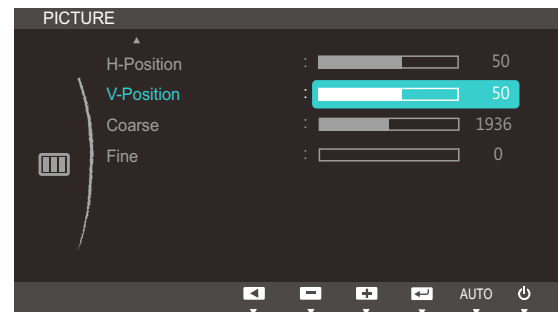 PICTURE
H-Position : 50
V-Position : 50
Coarse : 1936
Fine : 0
AUTO